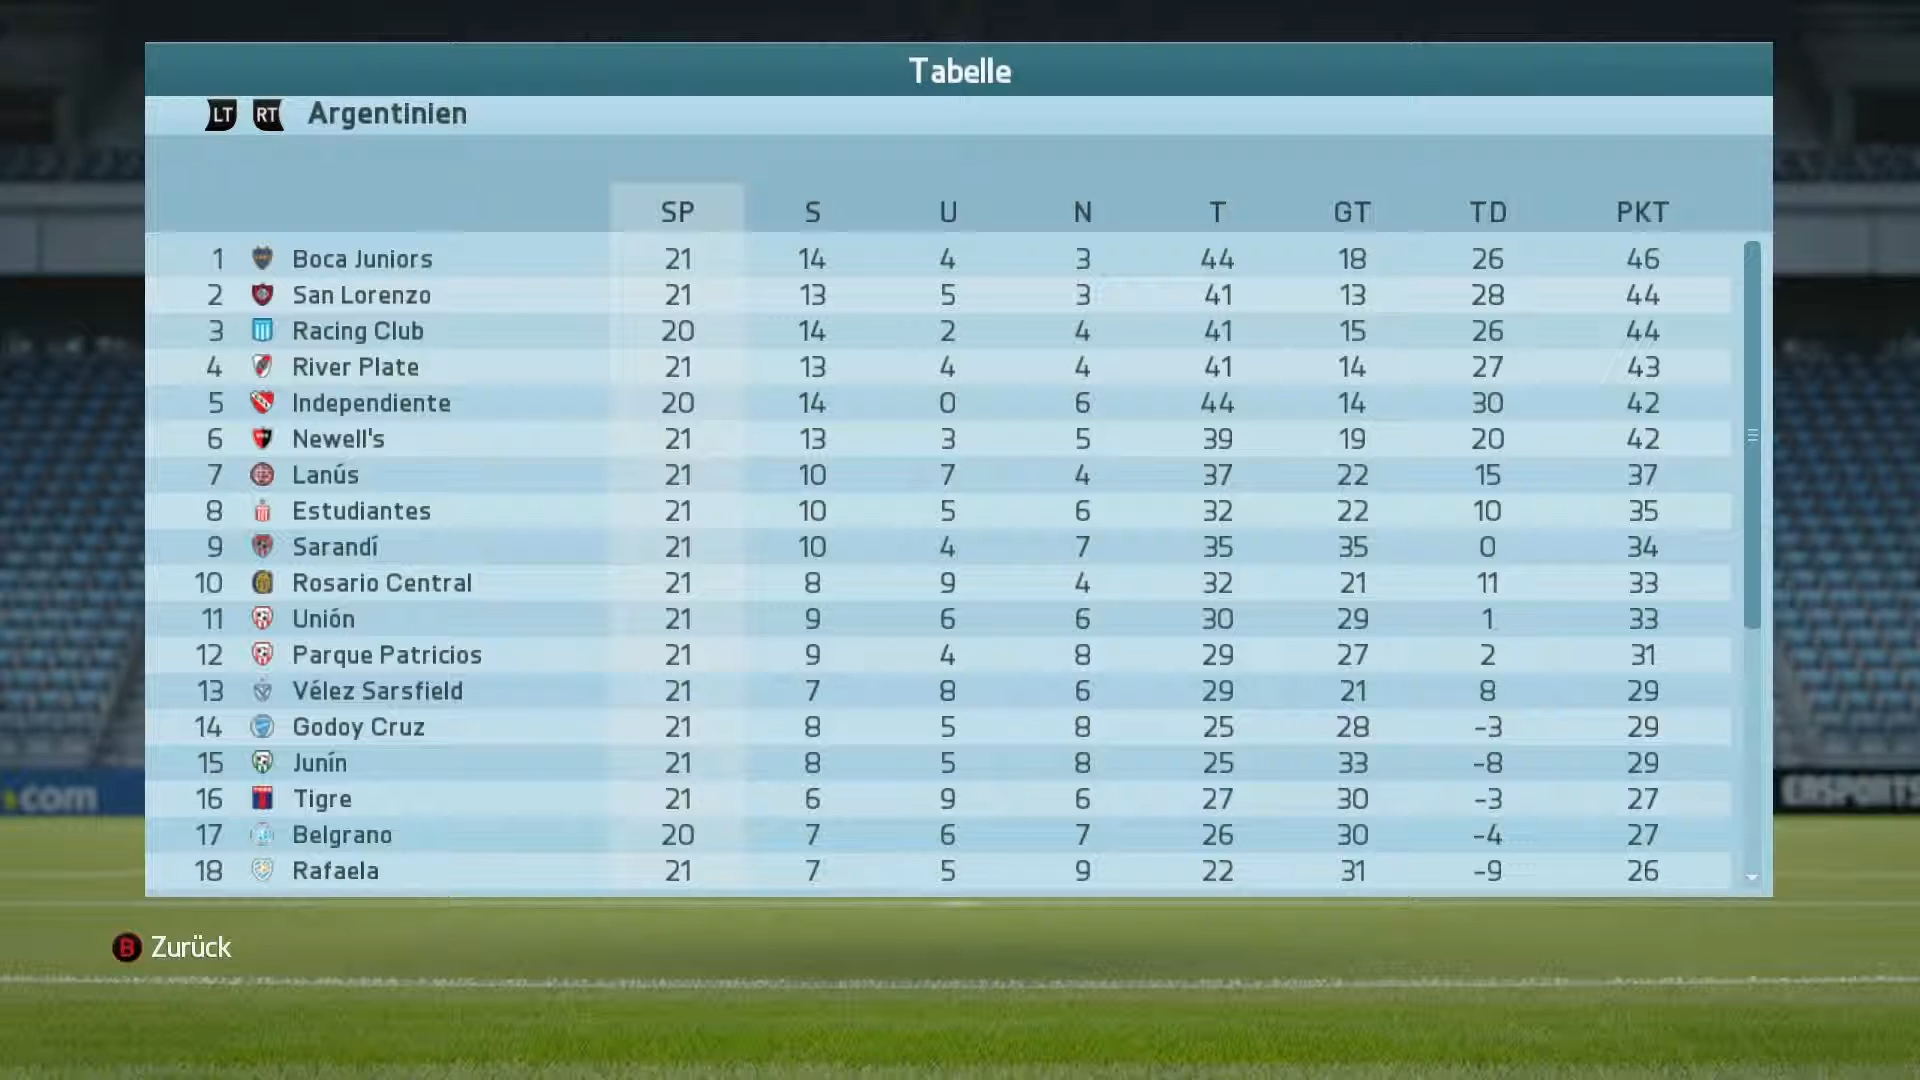 Tabelle
LT RT Argentinien
SP S U N T GT TD PKT
1 Boca Juniors 21 14 4 3 44 18 26 46
2 San Lorenzo 21 13 5 3 41 13 28 44
3 Racing Club 20 14 2 4 41 15 26 44
4 River Plate 21 13 4 4 41 14 27 43
5 Independiente 20 14 0 6 44 14 30 42
6 Newell's 21 13 3 5 39 19 20 42
7 Lanús 21 10 7 4 37 22 15 37
8 Estudiantes 21 10 5 6 32 22 10 35
9 Sarandí 21 10 4 7 35 35 0 34
10 Rosario Central 21 8 9 4 32 21 11 33
11 Unión 21 9 6 6 30 29 1 33
12 Parque Patricios 21 9 4 8 29 27 2 31
13 Vélez Sarsfield 21 7 8 6 29 21 8 29
14 Godoy Cruz 21 8 5 8 25 28 -3 29
15 Junín 21 8 5 8 25 33 -8 29
16 Tigre 21 6 9 6 27 30 -3 27
17 Belgrano 20 7 6 7 26 30 -4 27
18 Rafaela 21 7 5 9 22 31 -9 26
.com
EASPORTS
B Zurück